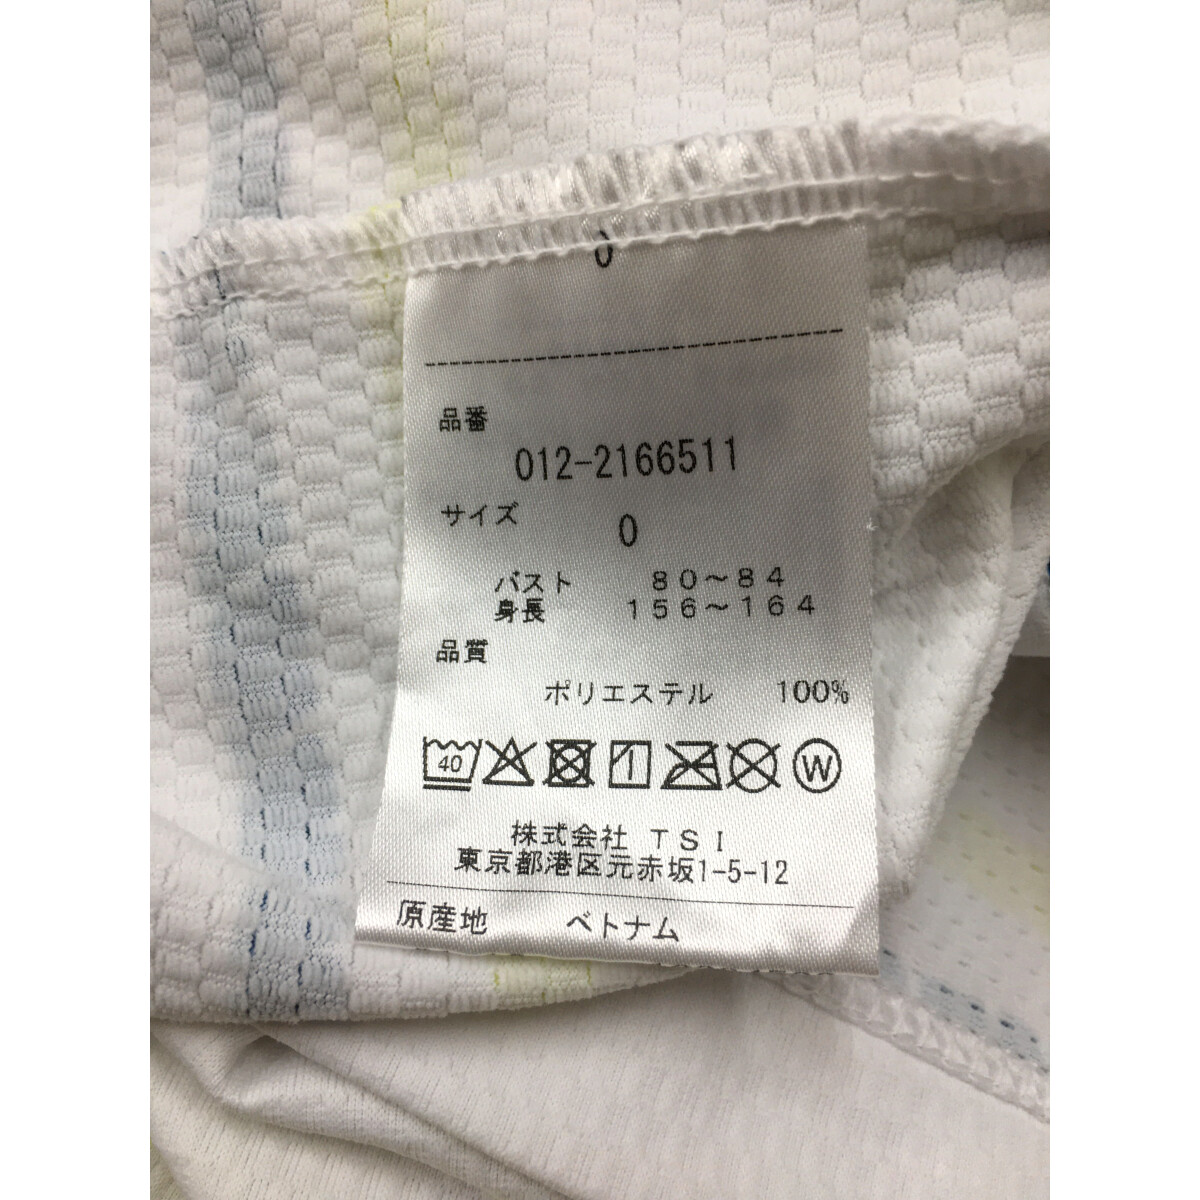 0
品番
012-2166511
サイズ 0
バスト 80〜84
身長 156〜164
品質
ポリエステル 100%
40 W
株式会社 TSI
東京都港区元赤坂1-5-12
原産地 ベトナム